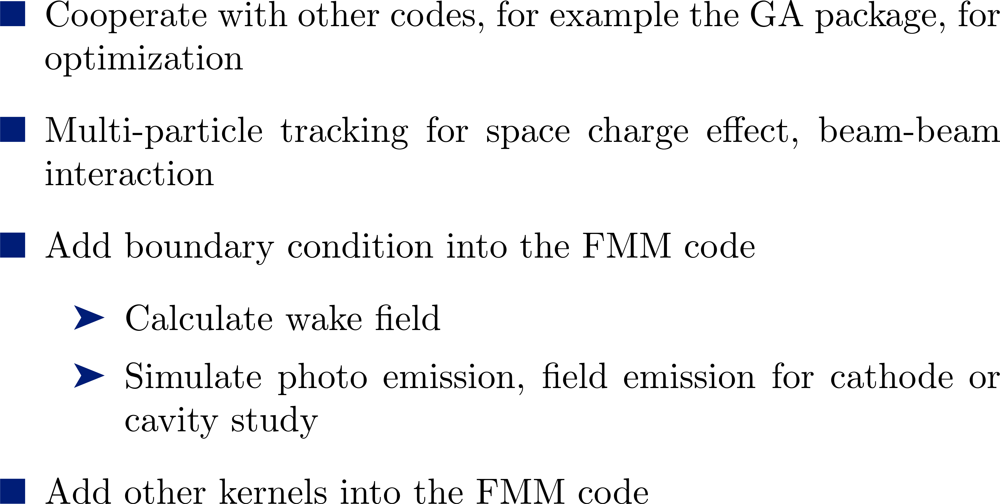 Cooperate with other codes, for example the GA package, for
optimization
Multi-particle tracking for space charge effect, beam-beam
interaction
Add boundary condition into the FMM code
Calculate wake field
Simulate photo emission, field emission for cathode or
cavity study
Add other kernels into the FMM code